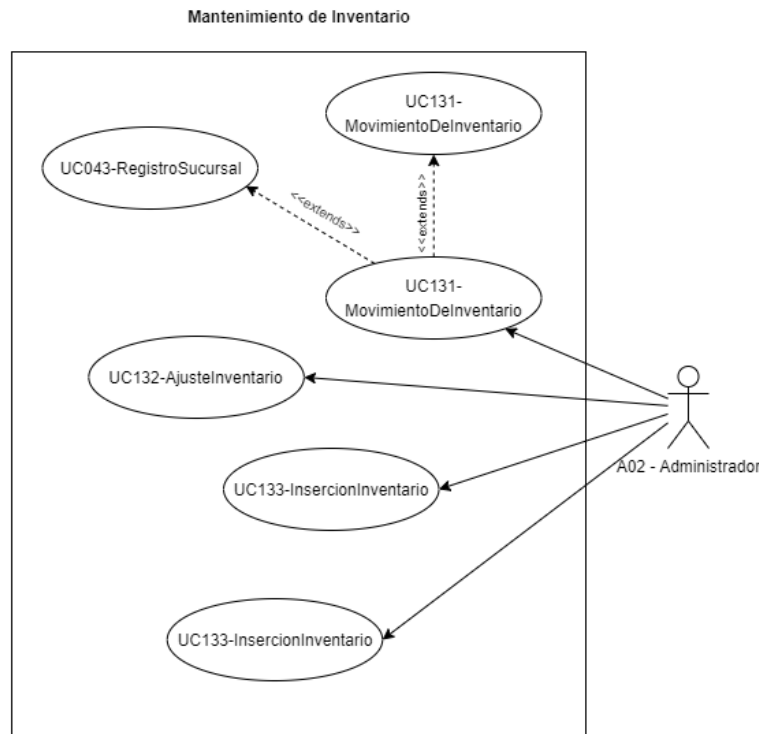 Mantenimiento de Inventario
UC131-
MovimientoDeInventario
UC043-RegistroSucursal
<<extends>>
<<extends>>
UC131-
MovimientoDeInventario
UC132-AjusteInventario
A02 - Administrador
UC133-InsercionInventario
UC133-InsercionInventario